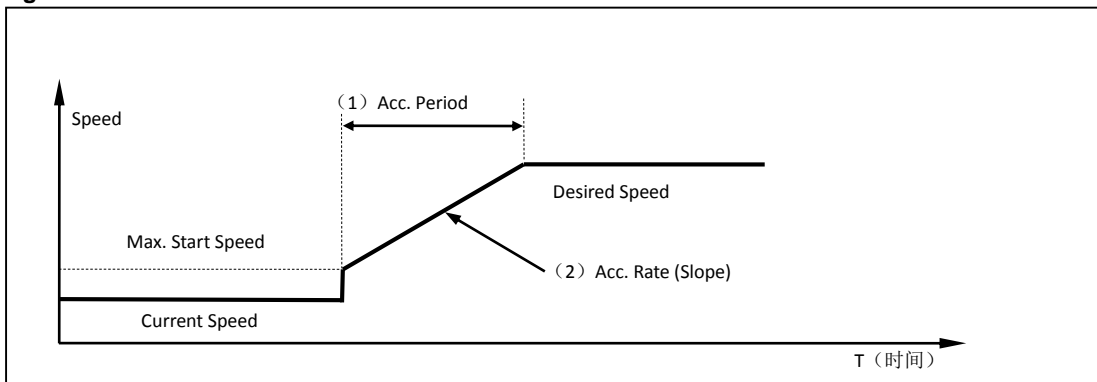 （1）Acc. Period
Speed
Desired Speed
Max. Start Speed
（2）Acc. Rate (Slope)
Current Speed
T（时间）